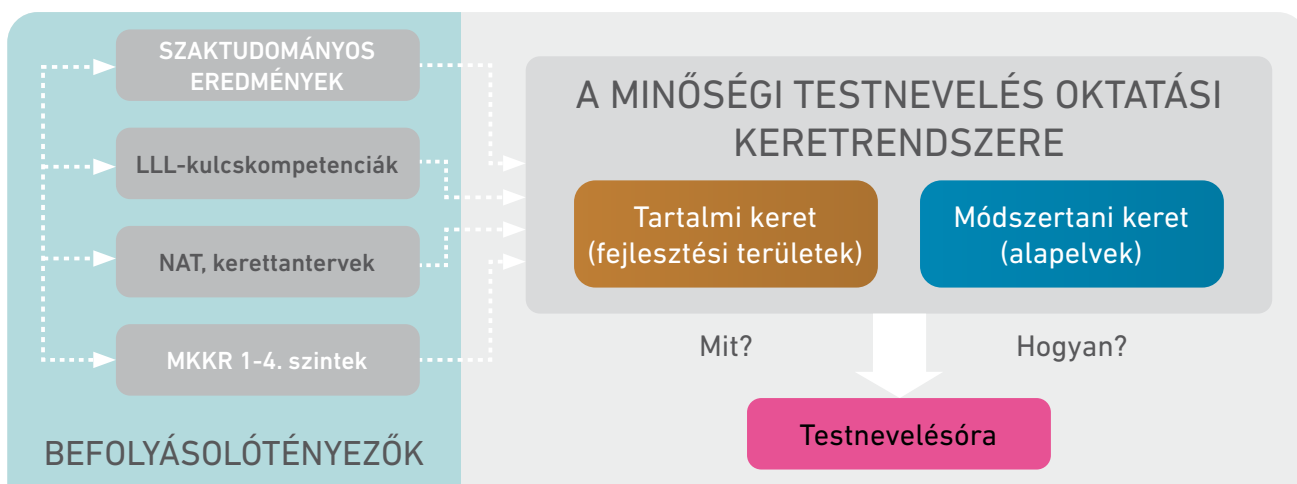 SZAKTUDOMÁNYOS
EREDMÉNYEK
LLL-kulcskompetenciák
NAT, kerettantervek
MKKR 1-4. szintek
BEFOLYÁSOLÓTÉNYEZŐK
A MINŐSÉGI TESTNEVELÉS OKTATÁSI
KERETRENDSZERE
Tartalmi keret
(fejlesztési területek)
Módszertani keret
(alapelvek)
Mit?
Hogyan?
Testnevelésóra